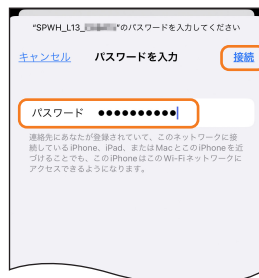 "SPWH_L13_ "のパスワードを入力してください
キャンセル パスワードを入力 接続
パスワード ●●●●●●●●●●
連絡先にあなたが登録されていて、このネットワークに接
続しているiPhone、iPad、またはMacとこのiPhoneを近
づけることでも、このiPhoneはこのWi-Fiネットワークに
アクセスできるようになります。